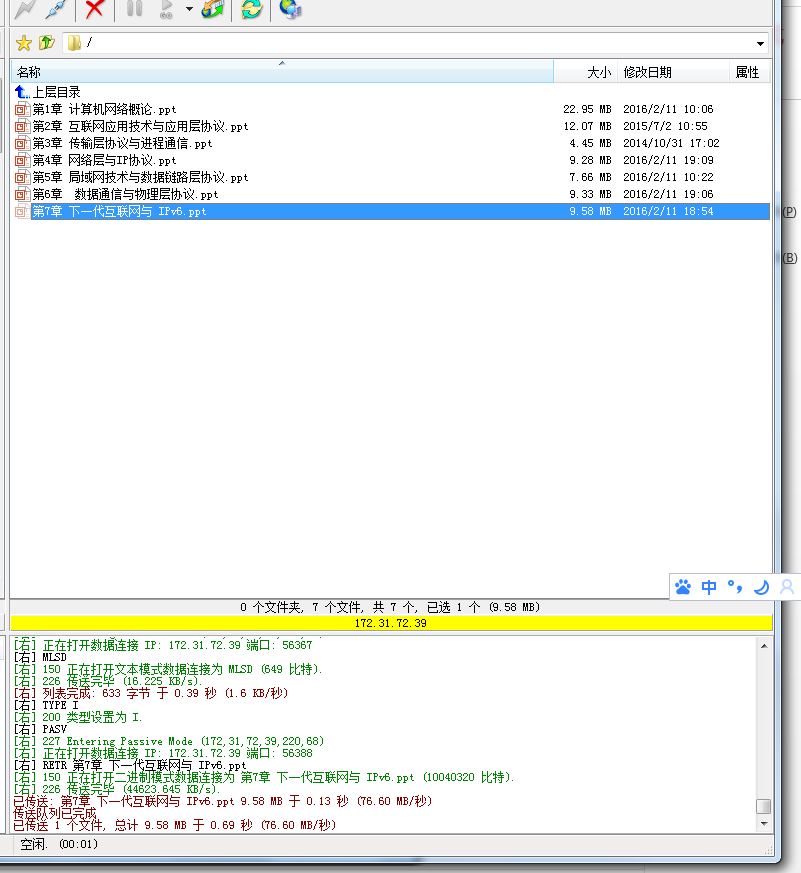 /
名称 大小 修改日期 属性
上层目录
第1章 计算机网络概论.ppt 22.95 MB 2016/2/11 10:06
第2章 互联网应用技术与应用层协议.ppt 12.07 MB 2015/7/2 10:55
第3章 传输层协议与进程通信.ppt 4.45 MB 2014/10/31 17:02
第4章 网络层与IP协议.ppt 9.28 MB 2016/2/11 19:09
第5章 局域网技术与数据链路层协议.ppt 7.66 MB 2016/2/11 10:22
第6章 数据通信与物理层协议.ppt 9.33 MB 2016/2/11 19:06
第7章 下一代互联网与 IPv6.ppt 9.58 MB 2016/2/11 18:54
(P)
(B)
中
0 个文件夹, 7 个文件, 共 7 个, 已选 1 个 (9.58 MB)
172.31.72.39
[右] 正在打开数据连接 IP: 172.31.72.39 端口: 56367
[右] MLSD
[右] 150 正在打开文本模式数据连接为 MLSD (649 比特).
[右] 226 传送完毕 (16.225 KB/s).
[右] 列表完成: 633 字节 于 0.39 秒 (1.6 KB/秒)
[右] TYPE I
[右] 200 类型设置为 I.
[右] PASV
[右] 227 Entering Passive Mode (172,31,72,39,220,68)
[右] 正在打开数据连接 IP: 172.31.72.39 端口: 56388
[右] RETR 第7章 下一代互联网与 IPv6.ppt
[右] 150 正在打开二进制模式数据连接为 第7章 下一代互联网与 IPv6.ppt (10040320 比特).
[右] 226 传送完毕 (44623.645 KB/s).
已传送: 第7章 下一代互联网与 IPv6.ppt 9.58 MB 于 0.13 秒 (76.60 MB/秒)
传送队列已完成
已传送 1 个文件, 总计 9.58 MB 于 0.69 秒 (76.60 MB/秒)
空闲. (00:01)